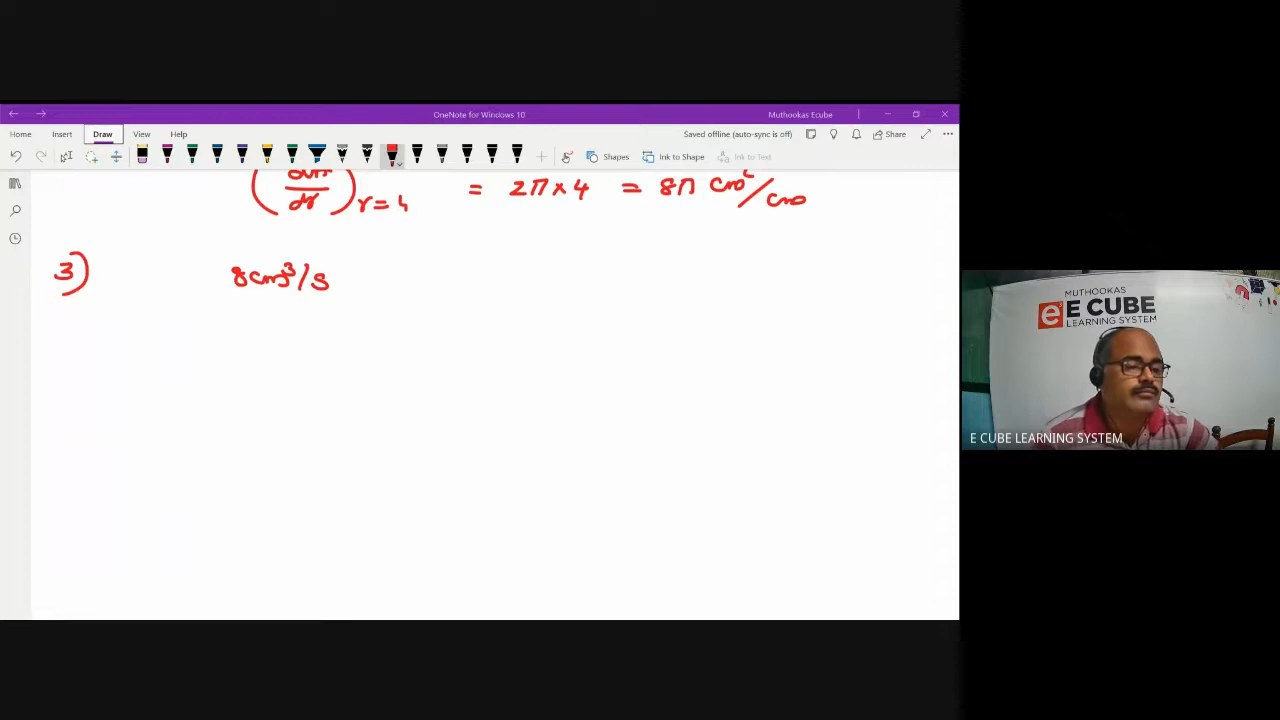 OneNote for Windows 10
Muthookas Ecube
Home Insert Draw View Help
Saved offline (auto-sync is off) Share
Shapes Ink to Shape Ink to Text
dr r=4 = 2π×4 = 8π cm²/cm
3) 8cm³/s
MUTHOOKAS
e³ E CUBE
LEARNING SYSTEM
E CUBE LEARNING SYSTEM